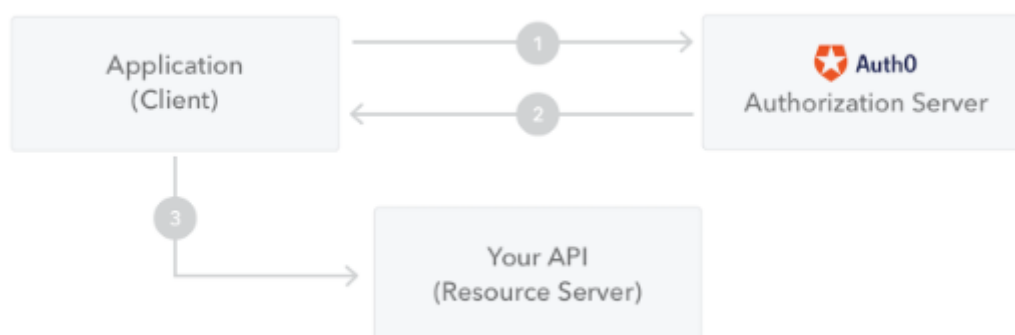 Application
(Client)
1
2
Auth0
Authorization Server
3
Your API
(Resource Server)